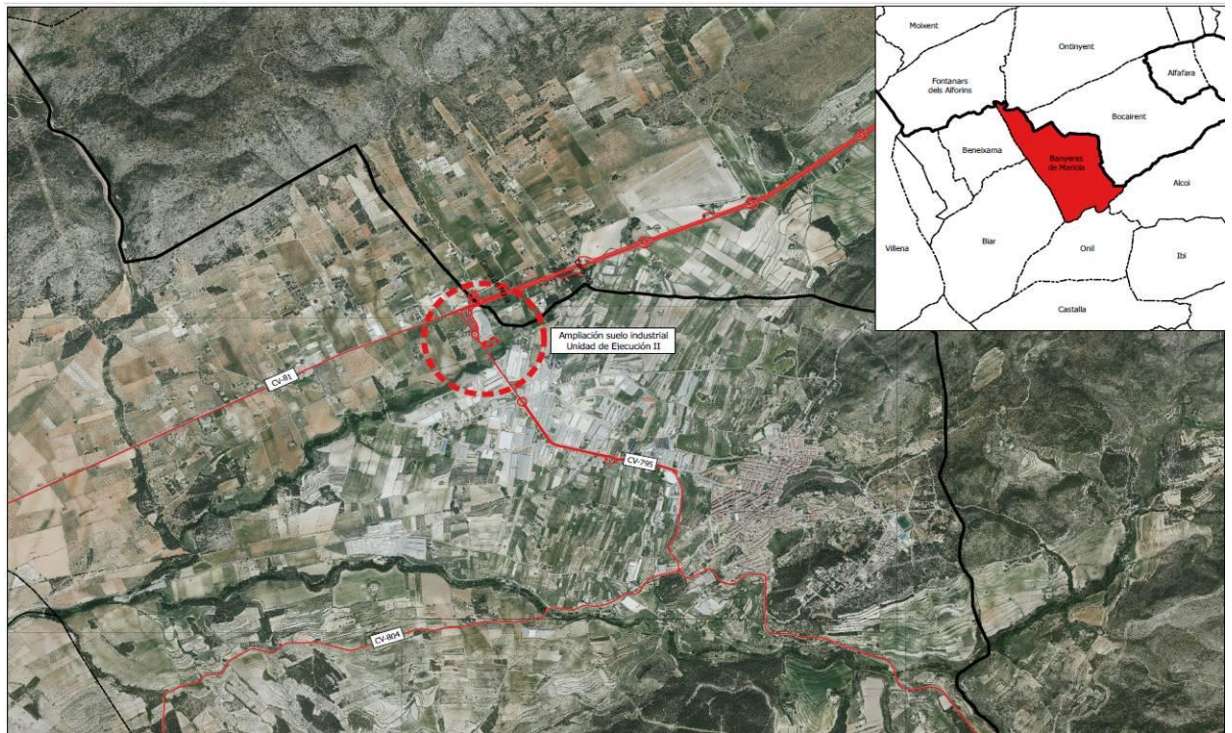 Moixent
Ontinyent
Alfafara
Fontanars
dels Alforins
Bocairent
Beneixama
Banyeres
de Mariola
Alcoi
Villena
Biar
Onil
Ibi
Castalla
Ampliación suelo industrial
Unidad de Ejecución II
CV-81
CV-795
CV-804